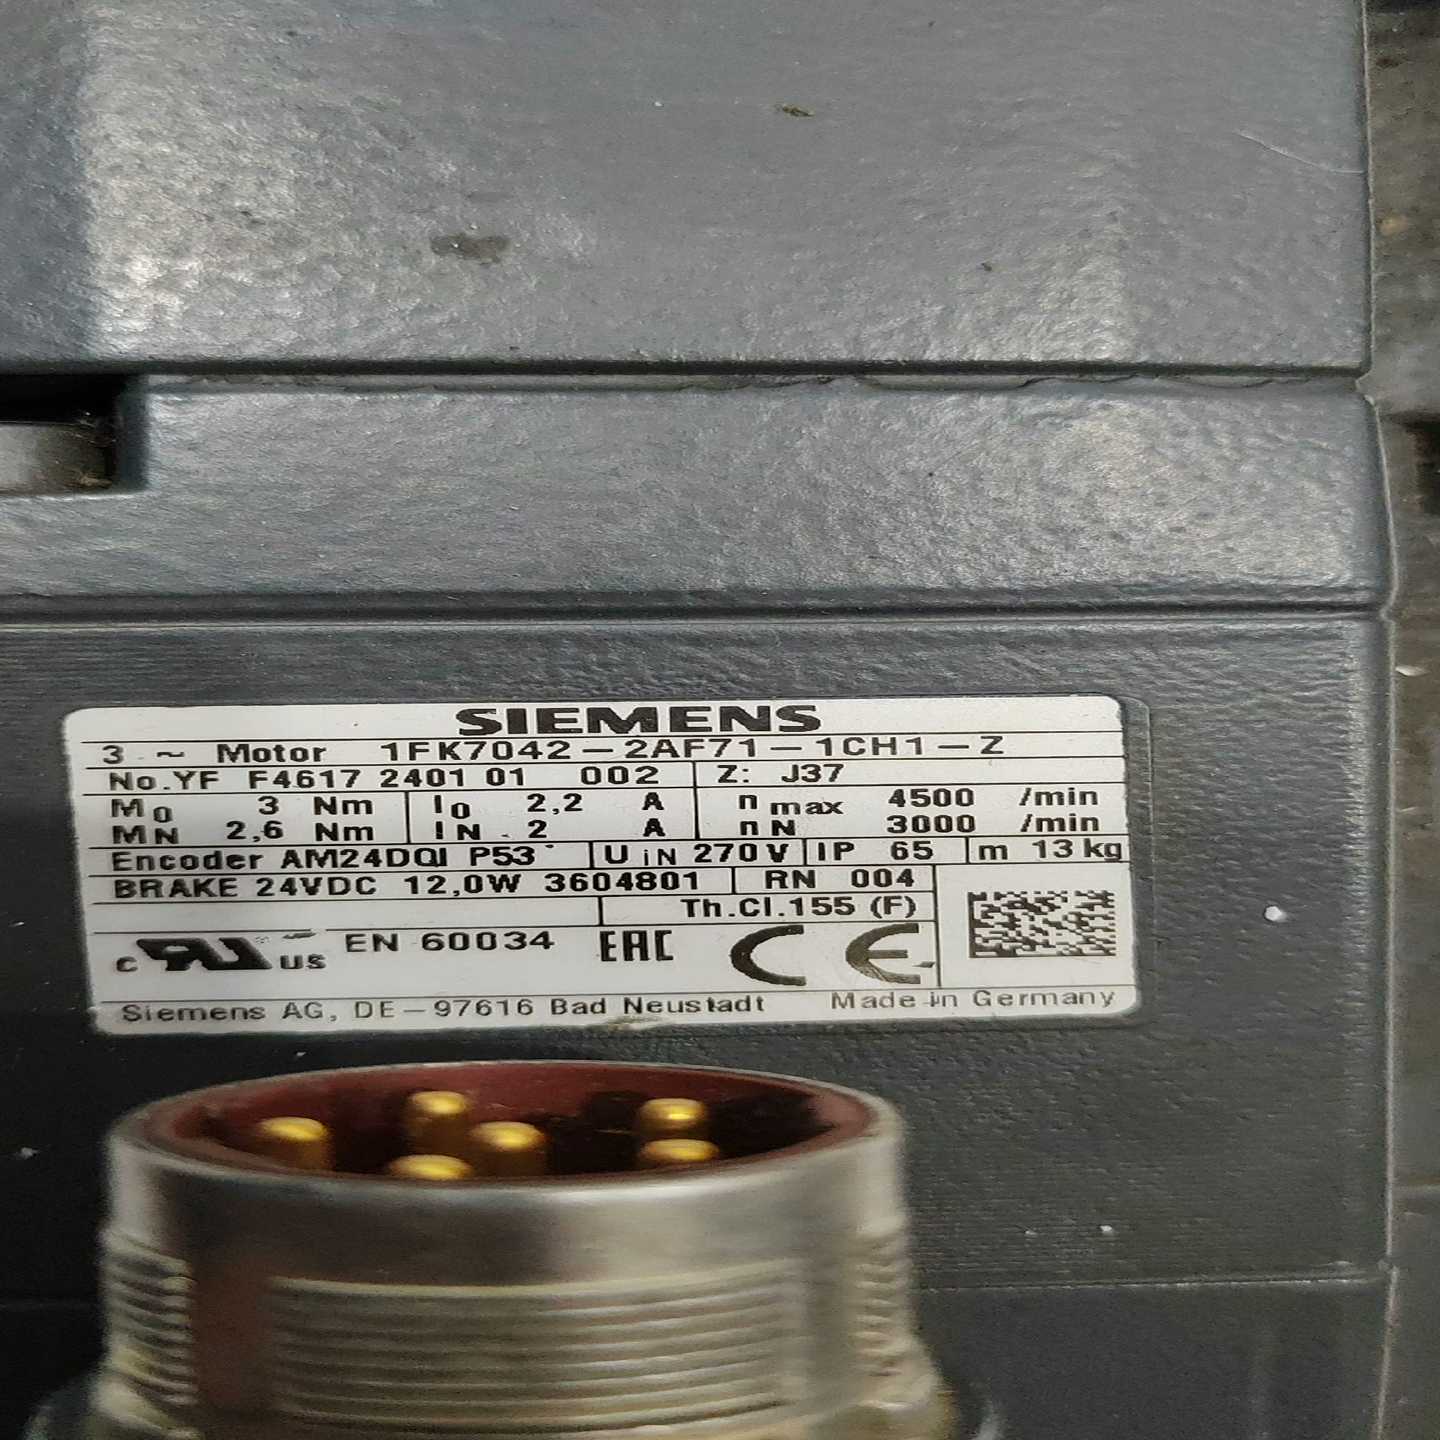 SIEMENS
3 ~ Motor 1FK7042-2AF71-1CH1-Z
No.YF F4617 2401 01 002 Z: J37
M0 3 Nm I0 2,2 A n max 4500 /min
MN 2,6 Nm IN 2 A nN 3000 /min
Encoder AM24DQI P53 UIN 270V IP 65 m 13 kg
BRAKE 24VDC 12,0W 3604801 RN 004
Th.Cl.155 (F)
c RU US EN 60034 EAC CE
Siemens AG, DE-97616 Bad Neustadt Made in Germany